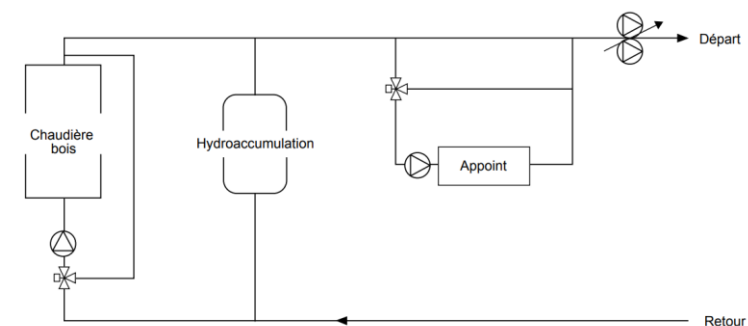 Départ
Chaudière
bois
Hydroaccumulation
Appoint
Retour